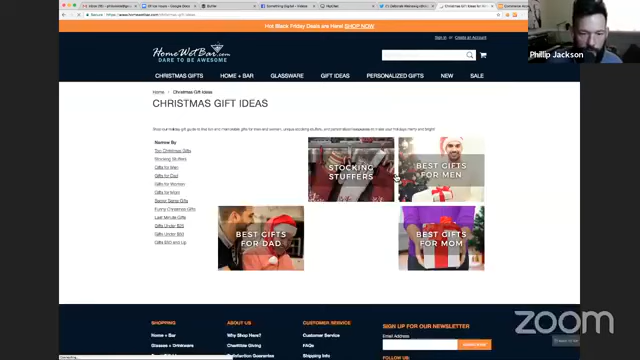 Buffer
MailChimp
Hot Black Friday Deals are Here! SHOP NOW
Sign in or Create an Account
Phillip Jackson
HomeWetBar.com
DARE TO BE AWESOME
CHRISTMAS GIFTS HOME + BAR GLASSWARE GIFT IDEAS PERSONALIZED GIFTS NEW SALE
Home › Christmas Gift Ideas
CHRISTMAS GIFT IDEAS
Narrow By
Top Christmas Gifts
Stocking Stuffers
Gifts for Men
Gifts for Dad
Gifts for Women
Gifts for Mom
Secret Santa Gifts
Funny Christmas Gifts
Last Minute Gifts
Gifts Under $25
Gifts Under $50
STOCKING
STUFFERS
BEST GIFTS
FOR MEN
BEST GIFTS
FOR DAD
BEST GIFTS
FOR MOM
SHOPPING
Home + Bar
Glasses + Drinkware
ABOUT US
Why Shop Here?
Charitable Giving
Satisfaction Guarantee
CUSTOMER SERVICE
Customer Service
FAQs
Shipping Info
SIGN UP FOR OUR NEWSLETTER
Email Address
SUBSCRIBE
FOLLOW US
zoom